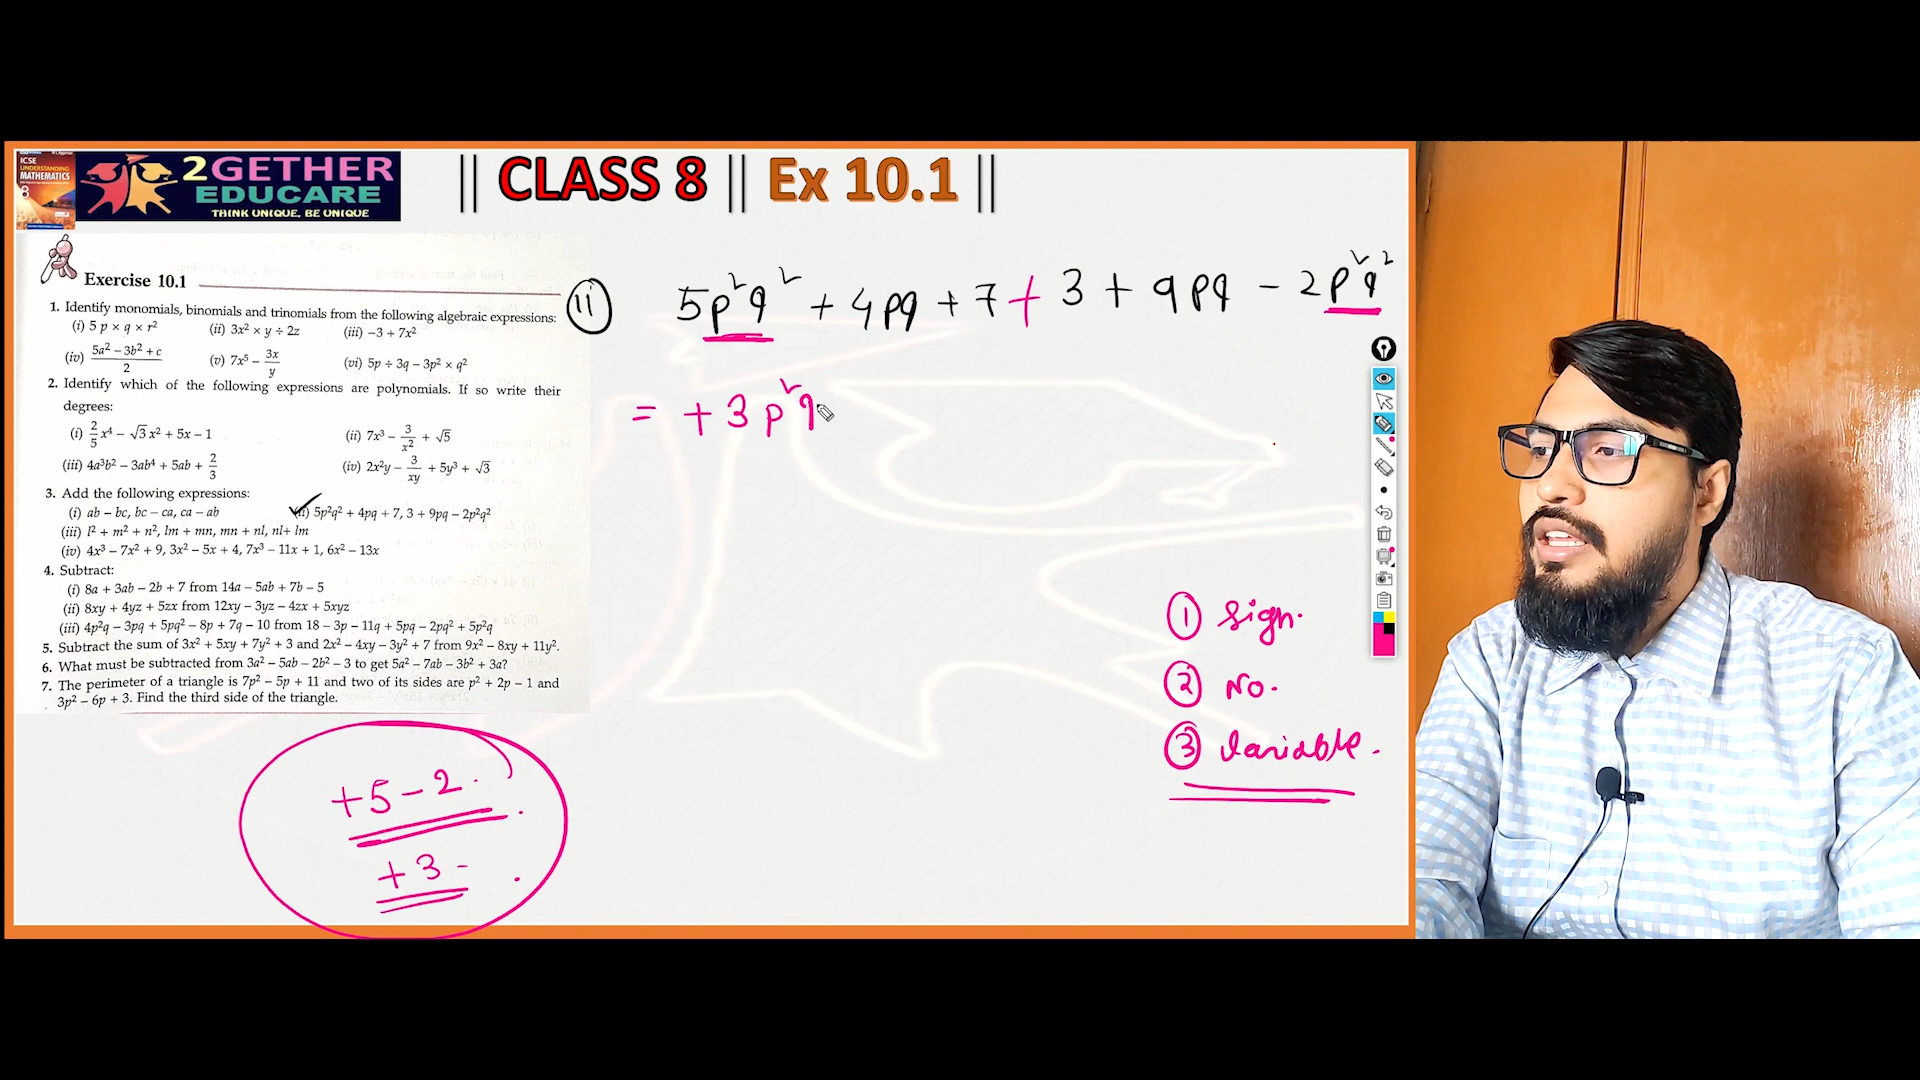 ICSE
UNDERSTANDING
MATHEMATICS
8
2GETHER
EDUCARE
THINK UNIQUE, BE UNIQUE
|| CLASS 8 || Ex 10.1 ||
Exercise 10.1
1. Identify monomials, binomials and trinomials from the following algebraic expressions:
(i) 5 p × q × r² (ii) 3x² × y ÷ 2z (iii) −3 + 7x²
(iv) (5a² − 3b² + c)/2 (v) 7x⁵ − 3x/y (vi) 5p ÷ 3q − 3p² × q²
2. Identify which of the following expressions are polynomials. If so write their
degrees:
(i) 2/5 x⁴ − √3 x² + 5x − 1 (ii) 7x³ − 3/x² + √5
(iii) 4a³b² − 3ab⁴ + 5ab + 2/3 (iv) 2x²y − 3/xy + 5y³ + √3
3. Add the following expressions:
(i) ab − bc, bc − ca, ca − ab (ii) 5p²q² + 4pq + 7, 3 + 9pq − 2p²q²
(iii) l² + m² + n², lm + mn, mn + nl, nl + lm
(iv) 4x³ − 7x² + 9, 3x² − 5x + 4, 7x³ − 11x + 1, 6x² − 13x
4. Subtract:
(i) 8a + 3ab − 2b + 7 from 14a − 5ab + 7b − 5
(ii) 8xy + 4yz + 5zx from 12xy − 3yz − 4zx + 5xyz
(iii) 4p²q − 3pq + 5pq² − 8p + 7q − 10 from 18 − 3p − 11q + 5pq − 2pq² + 5p²q
5. Subtract the sum of 3x² + 5xy + 7y² + 3 and 2x² − 4xy − 3y² + 7 from 9x² − 8xy + 11y².
6. What must be subtracted from 3a² − 5ab − 2b² − 3 to get 5a² − 7ab − 3b² + 3a?
7. The perimeter of a triangle is 7p² − 5p + 11 and two of its sides are p² + 2p − 1 and
3p² − 6p + 3. Find the third side of the triangle.
(ii) 5p²q² + 4pq + 7 + 3 + 9pq − 2p²q²
= + 3p²q
① Sign.
② No.
③ Variable.
+5−2.
+3